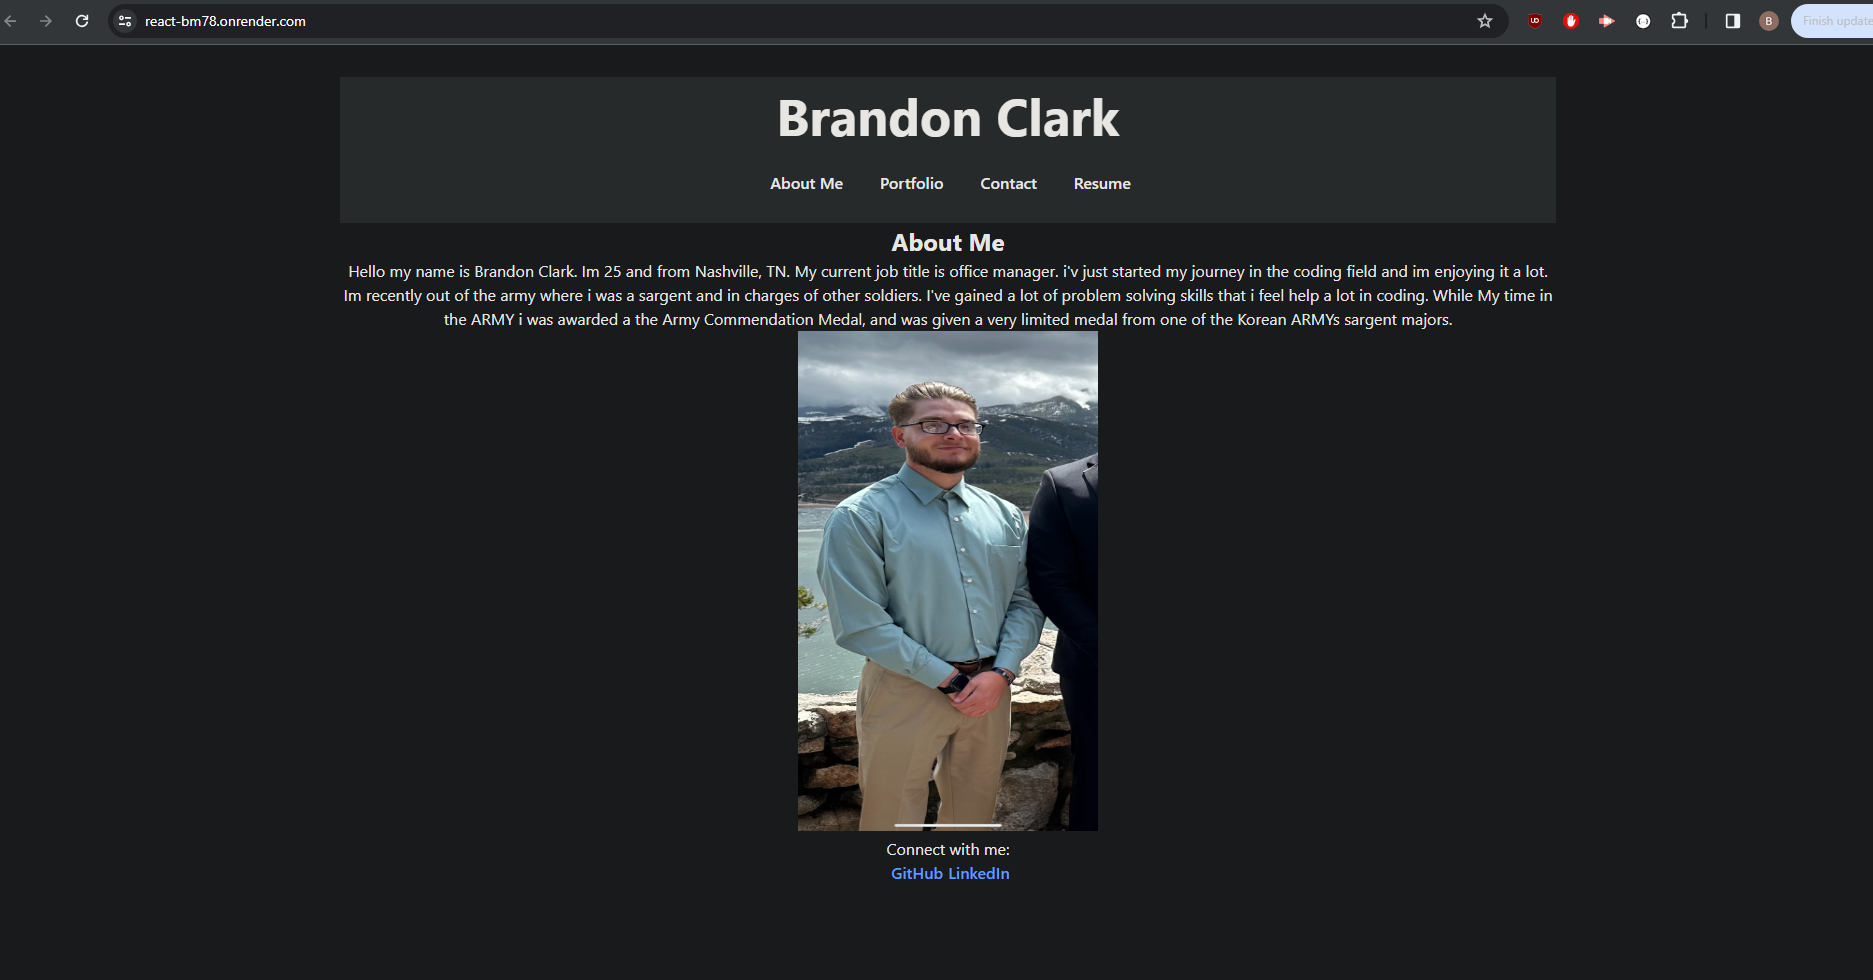 react-bm78.onrender.com
B
Finish update
Brandon Clark
About Me Portfolio Contact Resume
About Me
Hello my name is Brandon Clark. Im 25 and from Nashville, TN. My current job title is office manager. i'v just started my journey in the coding field and im enjoying it a lot.
Im recently out of the army where i was a sargent and in charges of other soldiers. I've gained a lot of problem solving skills that i feel help a lot in coding. While My time in
the ARMY i was awarded a the Army Commendation Medal, and was given a very limited medal from one of the Korean ARMYs sargent majors.
Connect with me:
GitHub LinkedIn